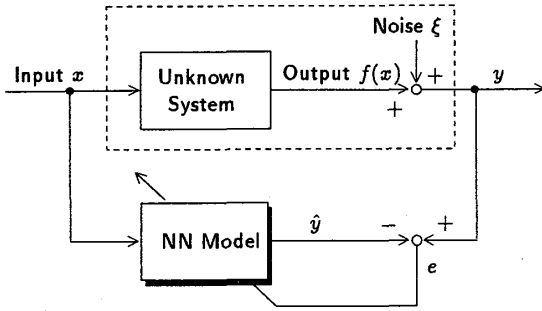 Noise ξ
Input x
Unknown
System
Output f(x)
+
+
y
NN Model
ŷ
−
+
e